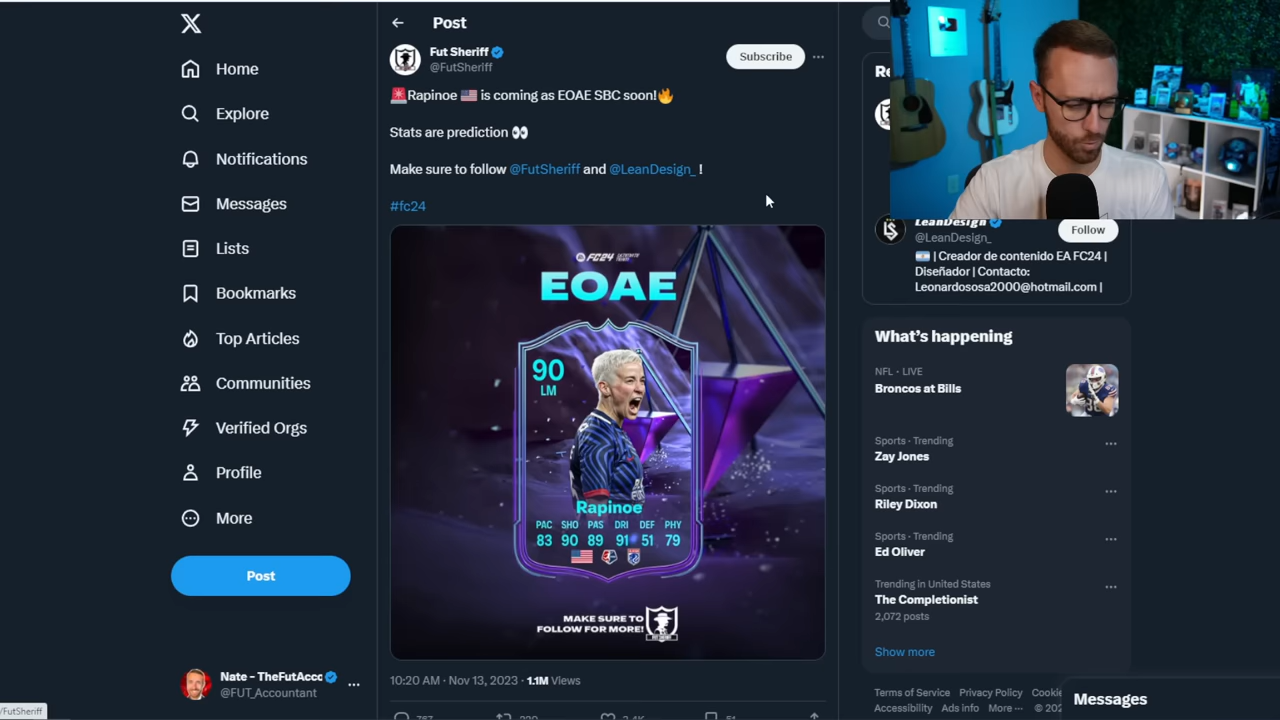 Home
Explore
Notifications
Messages
Lists
Bookmarks
Top Articles
Communities
Verified Orgs
Profile
More
Post
Nate - TheFutAcc
@FUT_Accountant
/FutSheriff
Post
Fut Sheriff
@FutSheriff
Subscribe
🚨Rapinoe 🇺🇸 is coming as EOAE SBC soon!🔥
Stats are prediction 👀
Make sure to follow @FutSheriff and @LeanDesign_ !
#fc24
FC24
EOAE
90
LM
Rapinoe
PAC SHO PAS DRI DEF PHY
83 90 89 91 51 79
MAKE SURE TO
FOLLOW FOR MORE!
10:20 AM · Nov 13, 2023 · 1.1M Views
Re
LeanDesign
@LeanDesign_
Follow
🇦🇷 | Creador de contenido EA FC24 |
Diseñador | Contacto:
Leonardososa2000@hotmail.com |
What's happening
NFL · LIVE
Broncos at Bills
Sports · Trending
Zay Jones
Sports · Trending
Riley Dixon
Sports · Trending
Ed Oliver
Trending in United States
The Completionist
2,072 posts
Show more
Terms of Service Privacy Policy Cookie
Accessibility Ads info More ··· © 202
Messages